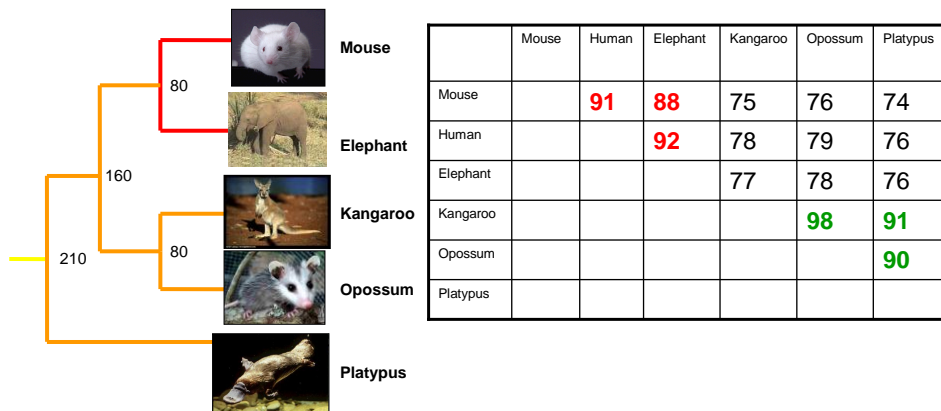 Mouse
80
Elephant
160
Kangaroo
210
80
Opossum
Platypus
Mouse Human Elephant Kangaroo Opossum Platypus
Mouse 91 88 75 76 74
Human 92 78 79 76
Elephant 77 78 76
Kangaroo 98 91
Opossum 90
Platypus